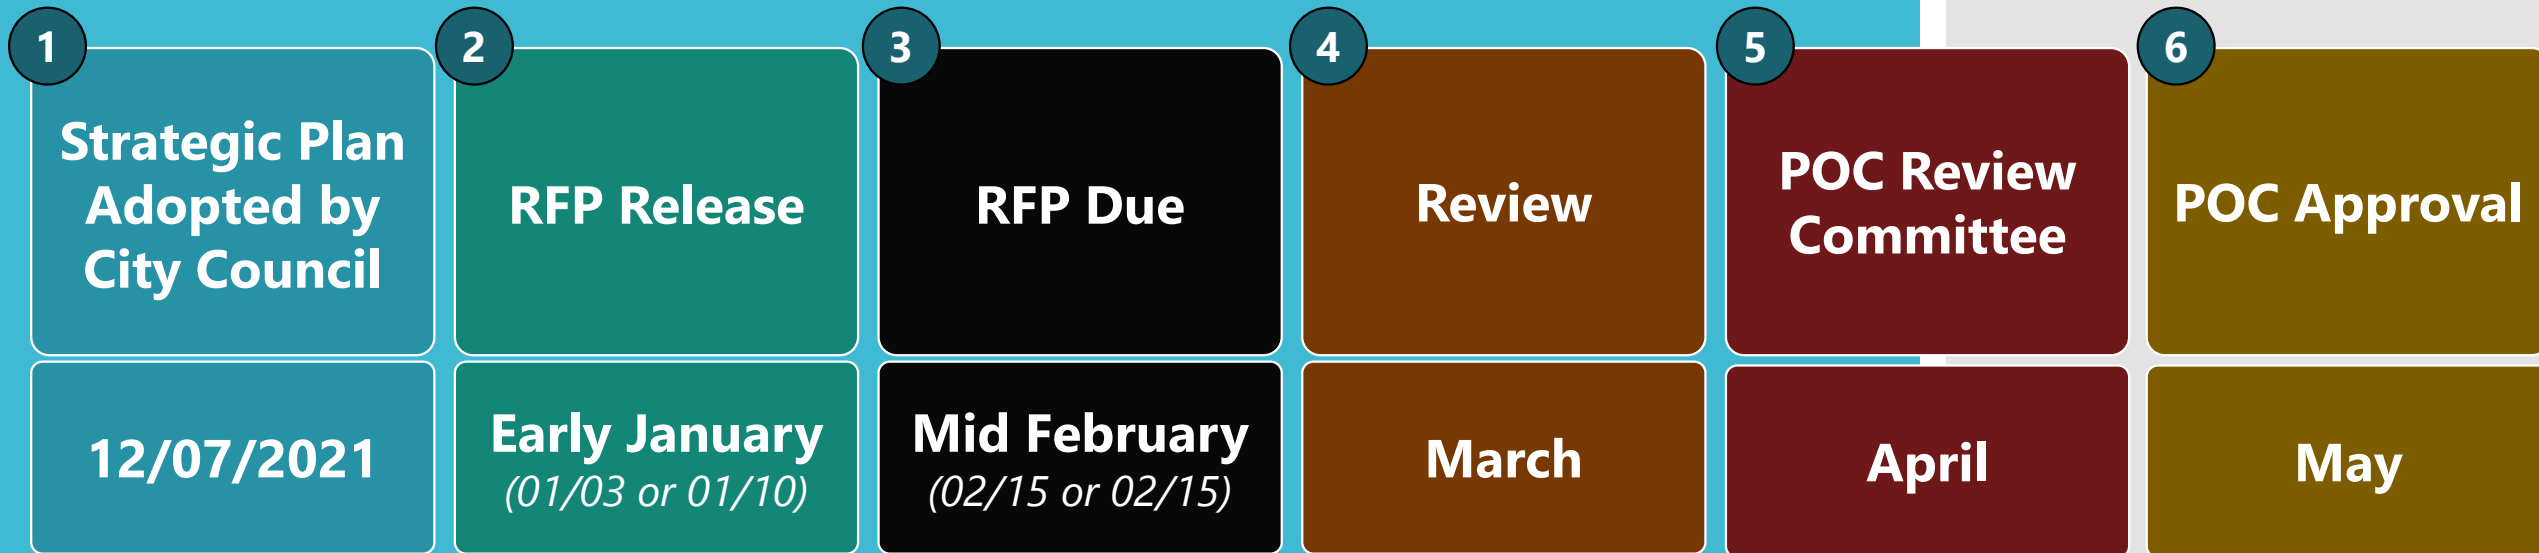 1
Strategic Plan
Adopted by
City Council
12/07/2021
2
RFP Release
Early January
(01/03 or 01/10)
3
RFP Due
Mid February
(02/15 or 02/15)
4
Review
March
5
POC Review
Committee
April
6
POC Approval
May